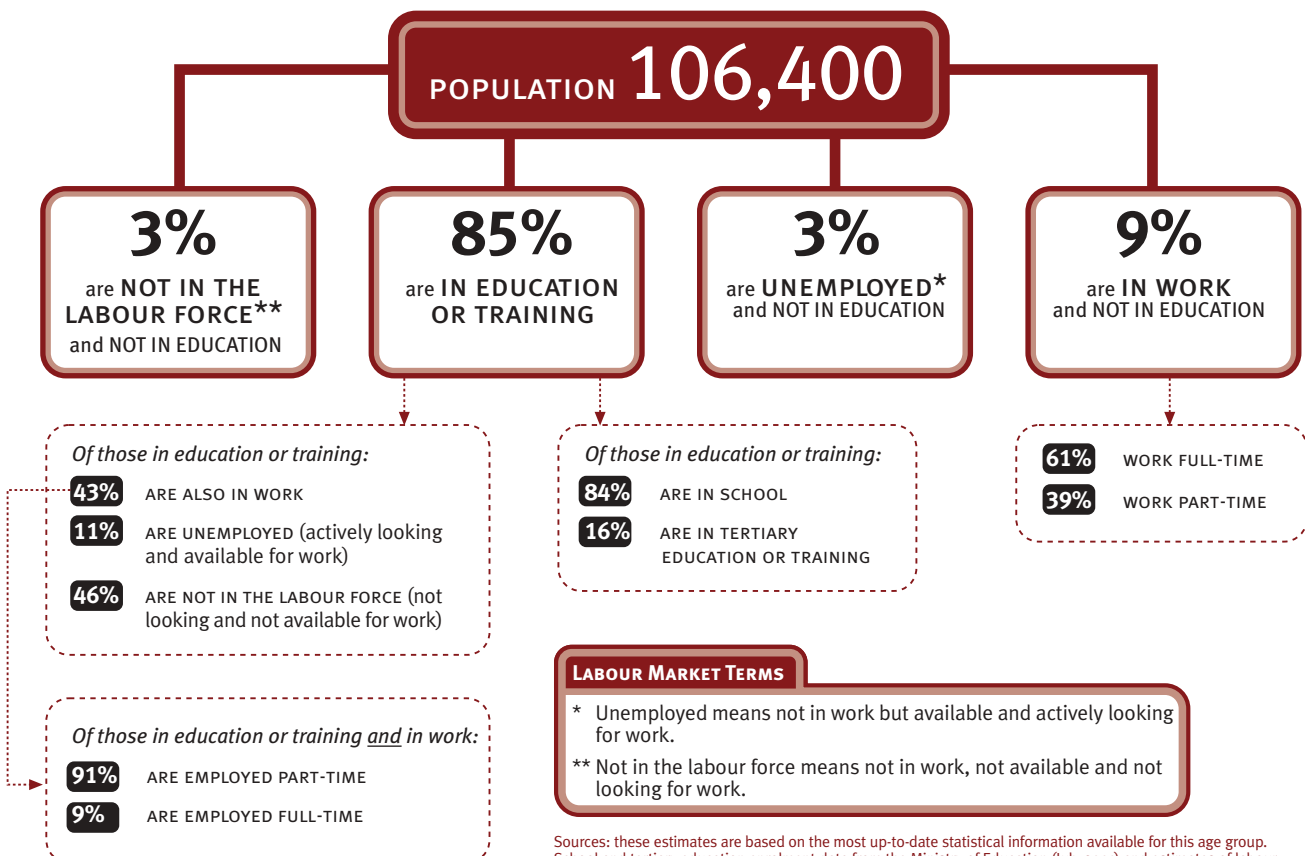 POPULATION 106,400
3%
are NOT IN THE
LABOUR FORCE**
and NOT IN EDUCATION
85%
are IN EDUCATION
OR TRAINING
3%
are UNEMPLOYED*
and NOT IN EDUCATION
9%
are IN WORK
and NOT IN EDUCATION
Of those in education or training:
43% ARE ALSO IN WORK
11% ARE UNEMPLOYED (actively looking
and available for work)
46% ARE NOT IN THE LABOUR FORCE (not
looking and not available for work)
Of those in education or training:
84% ARE IN SCHOOL
16% ARE IN TERTIARY
EDUCATION OR TRAINING
61% WORK FULL-TIME
39% WORK PART-TIME
Of those in education or training and in work:
91% ARE EMPLOYED PART-TIME
9% ARE EMPLOYED FULL-TIME
LABOUR MARKET TERMS
* Unemployed means not in work but available and actively looking
for work.
** Not in the labour force means not in work, not available and not
looking for work.
Sources: these estimates are based on the most up-to-date statistical information available for this age group.